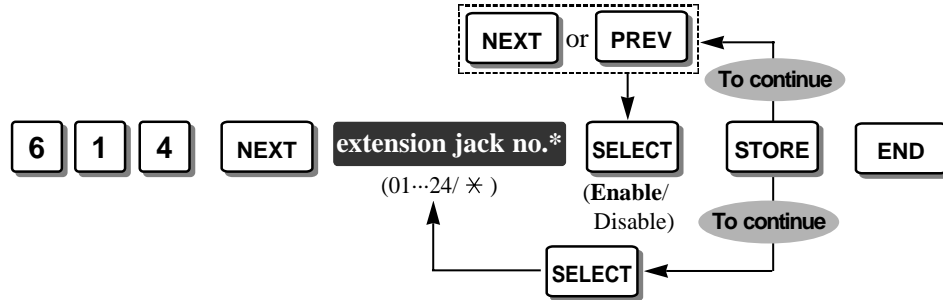 NEXT or PREV
To continue
6 1 4 NEXT extension jack no.* SELECT STORE END
(01···24/ ✳ )
(Enable/
Disable)
To continue
SELECT